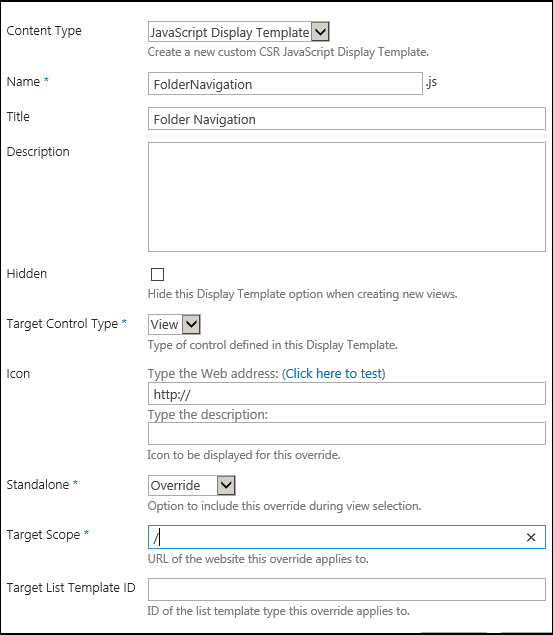 Content Type JavaScript Display Template
Create a new custom CSR JavaScript Display Template.
Name * FolderNavigation .js
Title Folder Navigation
Description
Hidden
Hide this Display Template option when creating new views.
Target Control Type * View
Type of control defined in this Display Template.
Icon Type the Web address: (Click here to test)
http://
Type the description:
Icon to be displayed for this override.
Standalone * Override
Option to include this override during view selection.
Target Scope * /
URL of the website this override applies to.
Target List Template ID
ID of the list template type this override applies to.